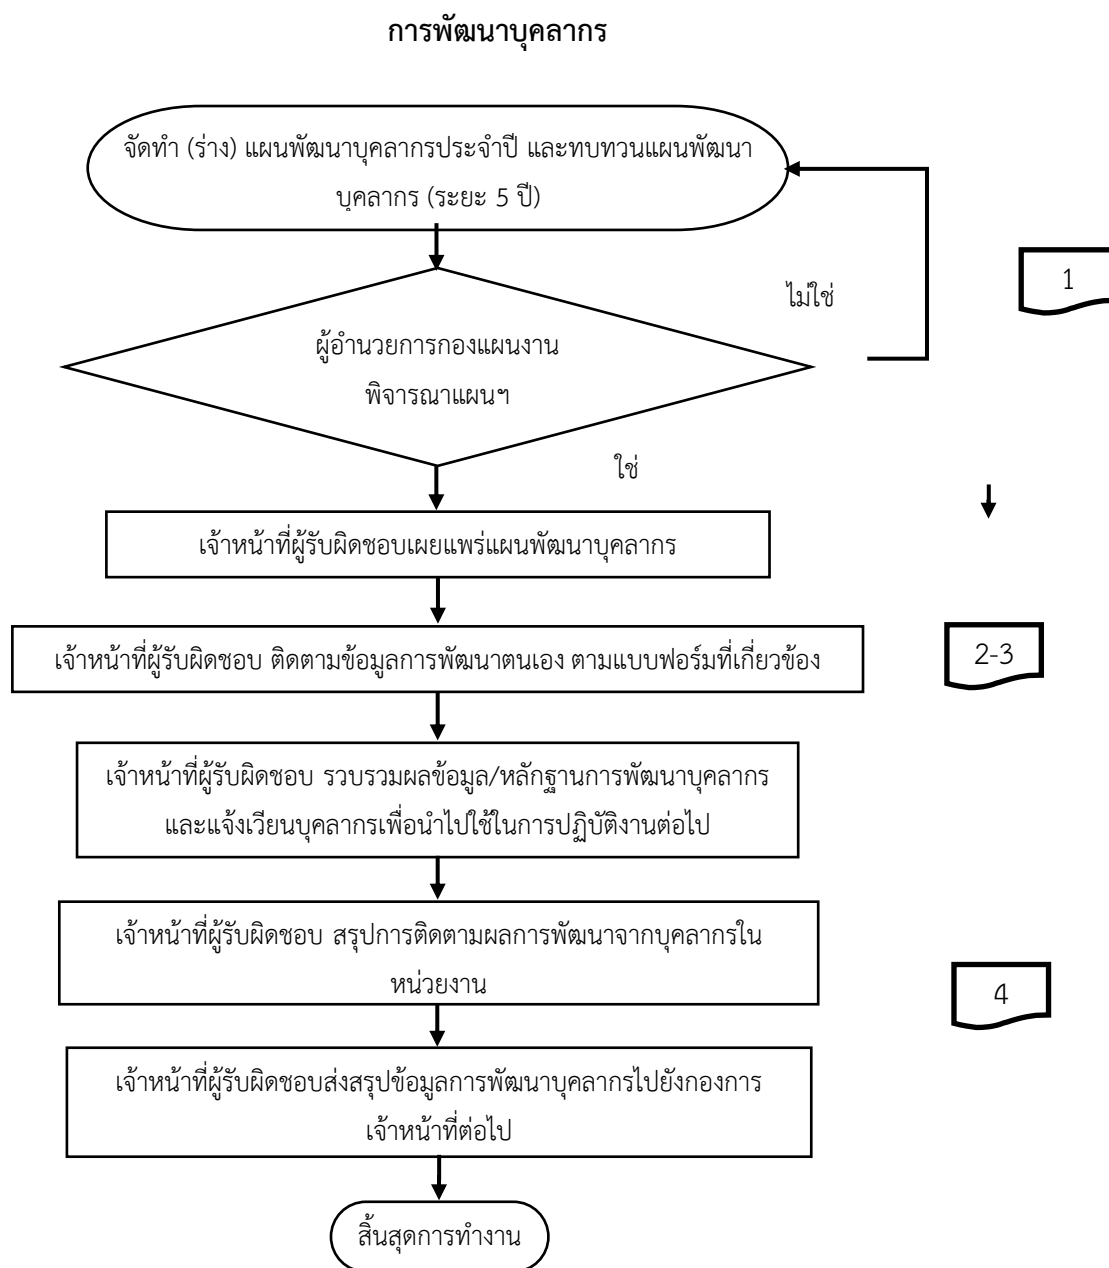 การพัฒนาบุคลากร
จัดทำ (ร่าง) แผนพัฒนาบุคลากรประจำปี และทบทวนแผนพัฒนา
บุคลากร (ระยะ 5 ปี)
ไม่ใช่
1
ผู้อำนวยการกองแผนงาน
พิจารณาแผนฯ
ใช่
เจ้าหน้าที่ผู้รับผิดชอบเผยแพร่แผนพัฒนาบุคลากร
เจ้าหน้าที่ผู้รับผิดชอบ ติดตามข้อมูลการพัฒนาตนเอง ตามแบบฟอร์มที่เกี่ยวข้อง
2-3
เจ้าหน้าที่ผู้รับผิดชอบ รวบรวมผลข้อมูล/หลักฐานการพัฒนาบุคลากร
และแจ้งเวียนบุคลากรเพื่อนำไปใช้ในการปฏิบัติงานต่อไป
เจ้าหน้าที่ผู้รับผิดชอบ สรุปการติดตามผลการพัฒนาจากบุคลากรใน
หน่วยงาน
4
เจ้าหน้าที่ผู้รับผิดชอบส่งสรุปข้อมูลการพัฒนาบุคลากรไปยังกองการ
เจ้าหน้าที่ต่อไป
สิ้นสุดการทำงาน